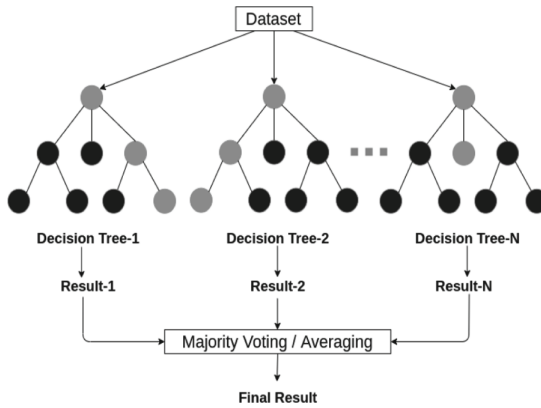 Dataset
Decision Tree-1
Decision Tree-2
Decision Tree-N
Result-1
Result-2
Result-N
Majority Voting / Averaging
Final Result